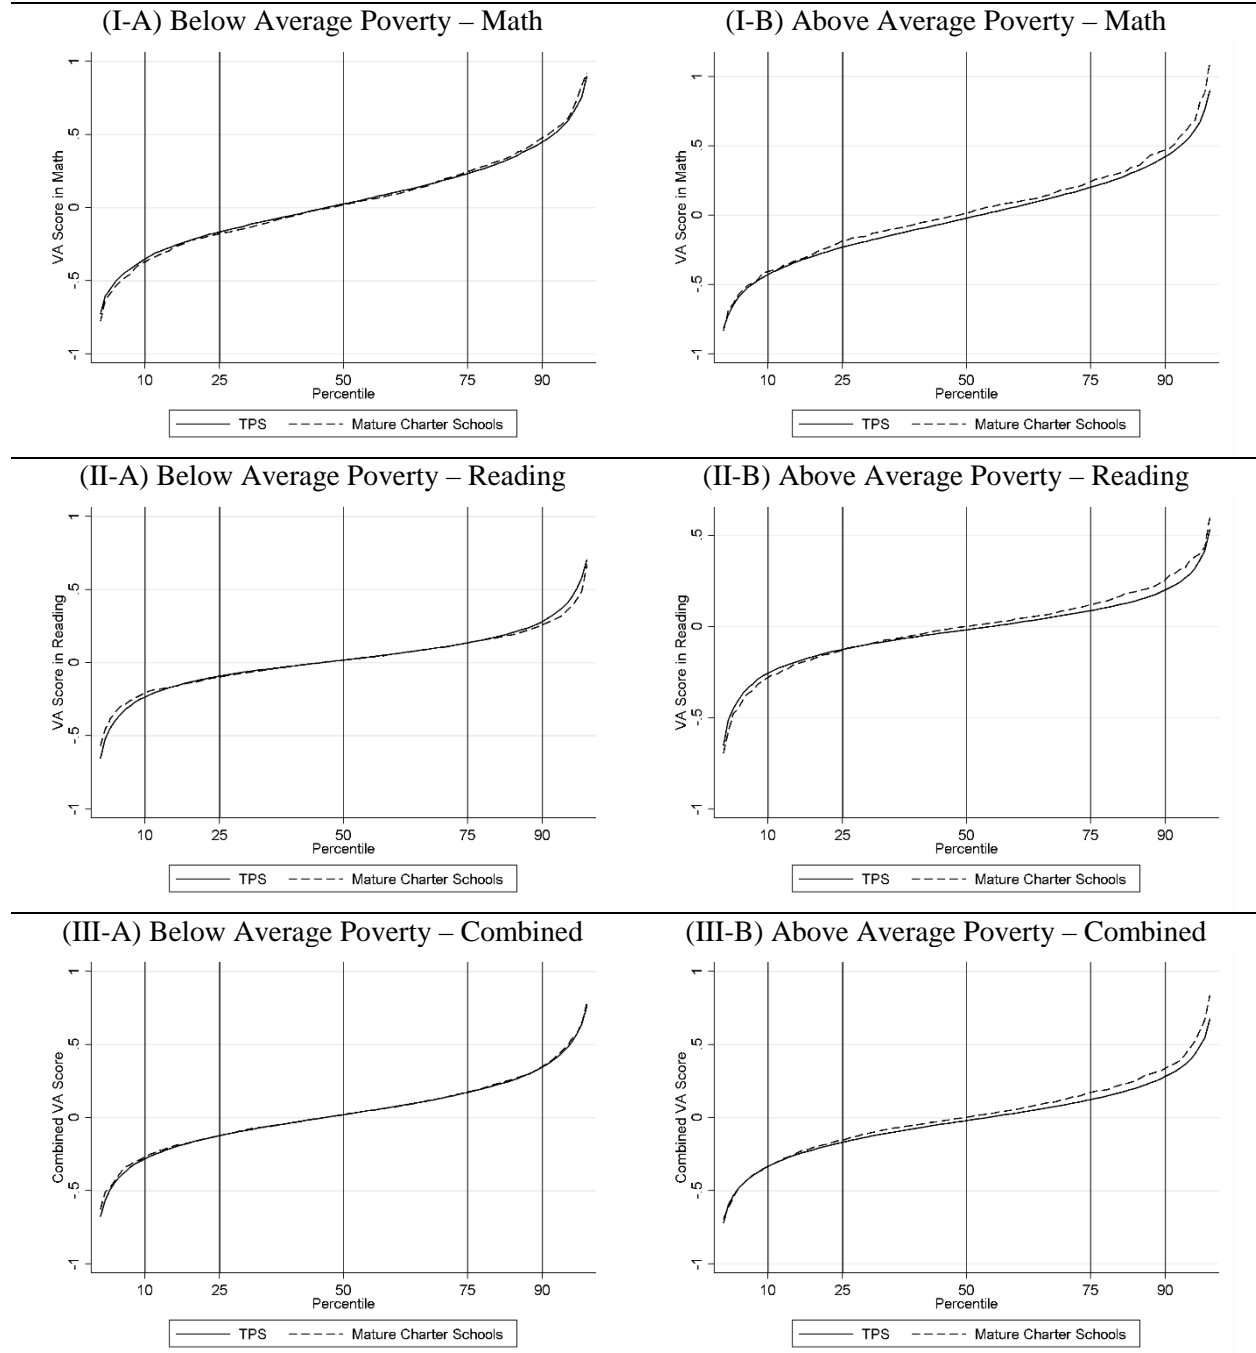 (I-A) Below Average Poverty – Math
VA Score in Math
1
.5
0
-.5
-1
10 25 50 75 90
Percentile
TPS Mature Charter Schools
(I-B) Above Average Poverty – Math
VA Score in Math
1
.5
0
-.5
-1
10 25 50 75 90
Percentile
TPS Mature Charter Schools
(II-A) Below Average Poverty – Reading
VA Score in Reading
1
.5
0
-.5
-1
10 25 50 75 90
Percentile
TPS Mature Charter Schools
(II-B) Above Average Poverty – Reading
VA Score in Reading
.5
0
-.5
-1
10 25 50 75 90
Percentile
TPS Mature Charter Schools
(III-A) Below Average Poverty – Combined
Combined VA Score
1
.5
0
-.5
-1
10 25 50 75 90
Percentile
TPS Mature Charter Schools
(III-B) Above Average Poverty – Combined
Combined VA Score
1
.5
0
-.5
-1
10 25 50 75 90
Percentile
TPS Mature Charter Schools